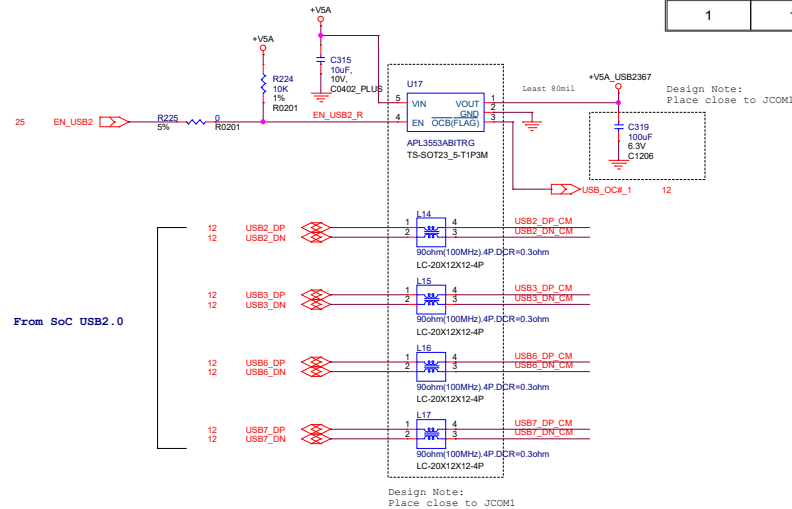 1
+V5A
+V5A
R224
10K
1%
R0201
C315
10uF,
10V,
C0402_PLUS
U17
5 VIN VOUT 1
GND 2
4 EN OCB(FLAG) 3
APL3553ABITRG
TS-SOT23_5-T1P3M
Least 80mil
+V5A_USB2367
Design Note:
Place close to JCOM1
C319
100uF
6.3V
C1206
25 EN_USB2
R225
5%
0
R0201
EN_USB2_R
USB_OC#_1 12
From SoC USB2.0
12 USB2_DP 1 L14 4 USB2_DP_CM
12 USB2_DN 2 3 USB2_DN_CM
90ohm(100MHz).4P.DCR=0.3ohm
LC-20X12X12-4P
12 USB3_DP 1 L15 4 USB3_DP_CM
12 USB3_DN 2 3 USB3_DN_CM
90ohm(100MHz).4P.DCR=0.3ohm
LC-20X12X12-4P
12 USB6_DP 1 L16 4 USB6_DP_CM
12 USB6_DN 2 3 USB6_DN_CM
90ohm(100MHz).4P.DCR=0.3ohm
LC-20X12X12-4P
12 USB7_DP 1 L17 4 USB7_DP_CM
12 USB7_DN 2 3 USB7_DN_CM
90ohm(100MHz).4P.DCR=0.3ohm
LC-20X12X12-4P
Design Note:
Place close to JCOM1